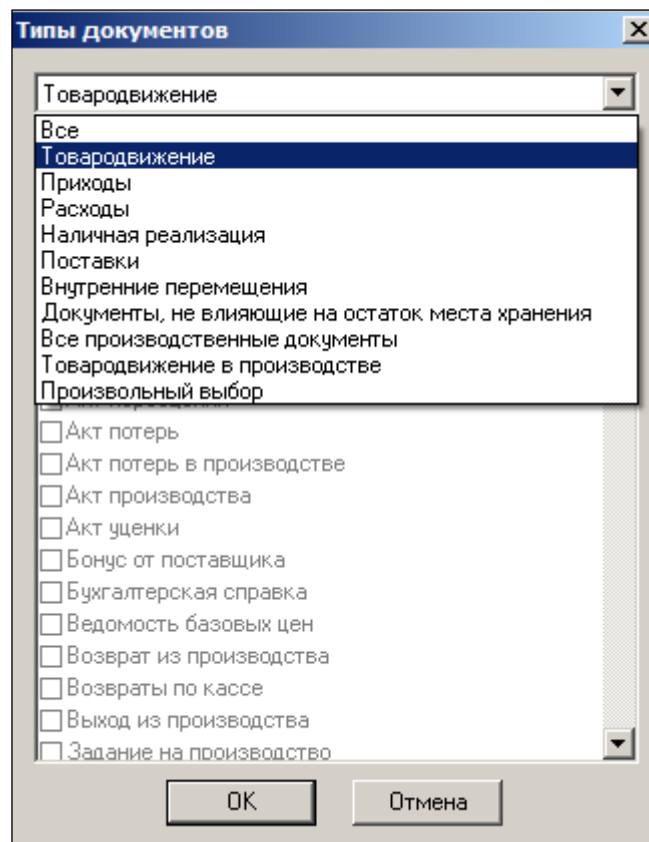 Типы документов
Товародвижение
Все
Товародвижение
Приходы
Расходы
Наличная реализация
Поставки
Внутренние перемещения
Документы, не влияющие на остаток места хранения
Все производственные документы
Товародвижение в производстве
Произвольный выбор
Акт потерь
Акт потерь в производстве
Акт производства
Акт уценки
Бонус от поставщика
Бухгалтерская справка
Ведомость базовых цен
Возврат из производства
Возвраты по кассе
Выход из производства
Задание на производство
OK
Отмена